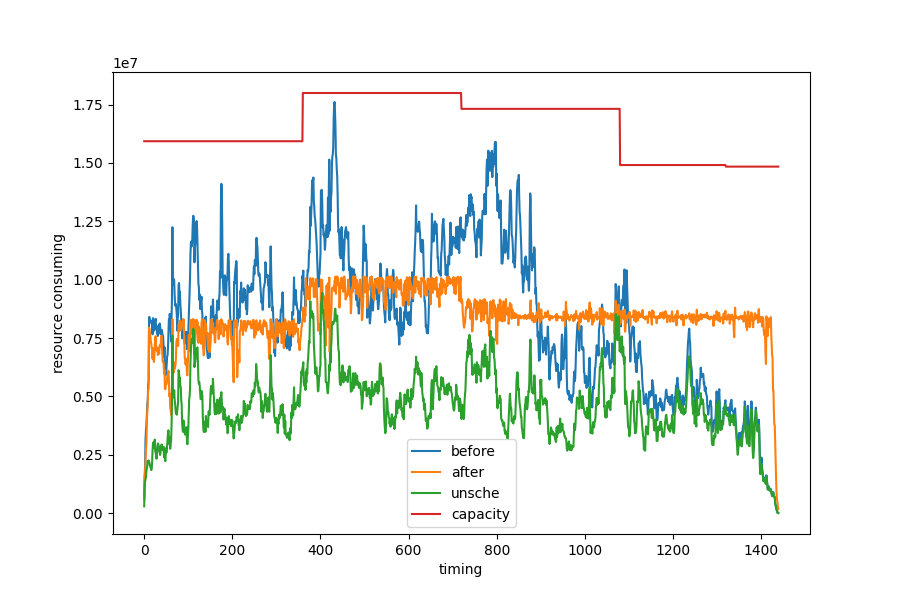 1e7
1.75
1.50
1.25
1.00
0.75
0.50
0.25
0.00
resource consuming
before
after
unsche
capacity
0 200 400 600 800 1000 1200 1400
timing